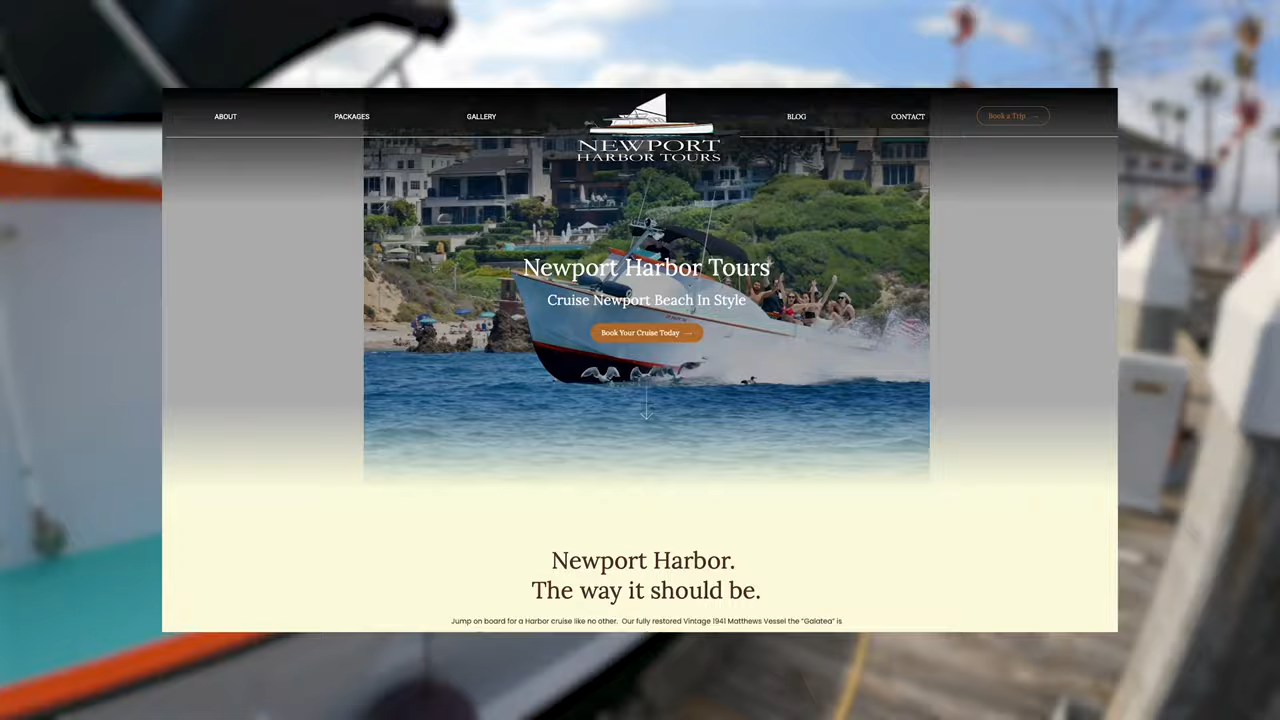 ABOUT
PACKAGES
GALLERY
NEWPORT
HARBOR TOURS
BLOG
CONTACT
Book a Trip →
Newport Harbor Tours
Cruise Newport Beach In Style
Book Your Cruise Today →
Newport Harbor.
The way it should be.
Jump on board for a Harbor cruise like no other. Our fully restored Vintage 1941 Matthews Vessel the “Galatea” is